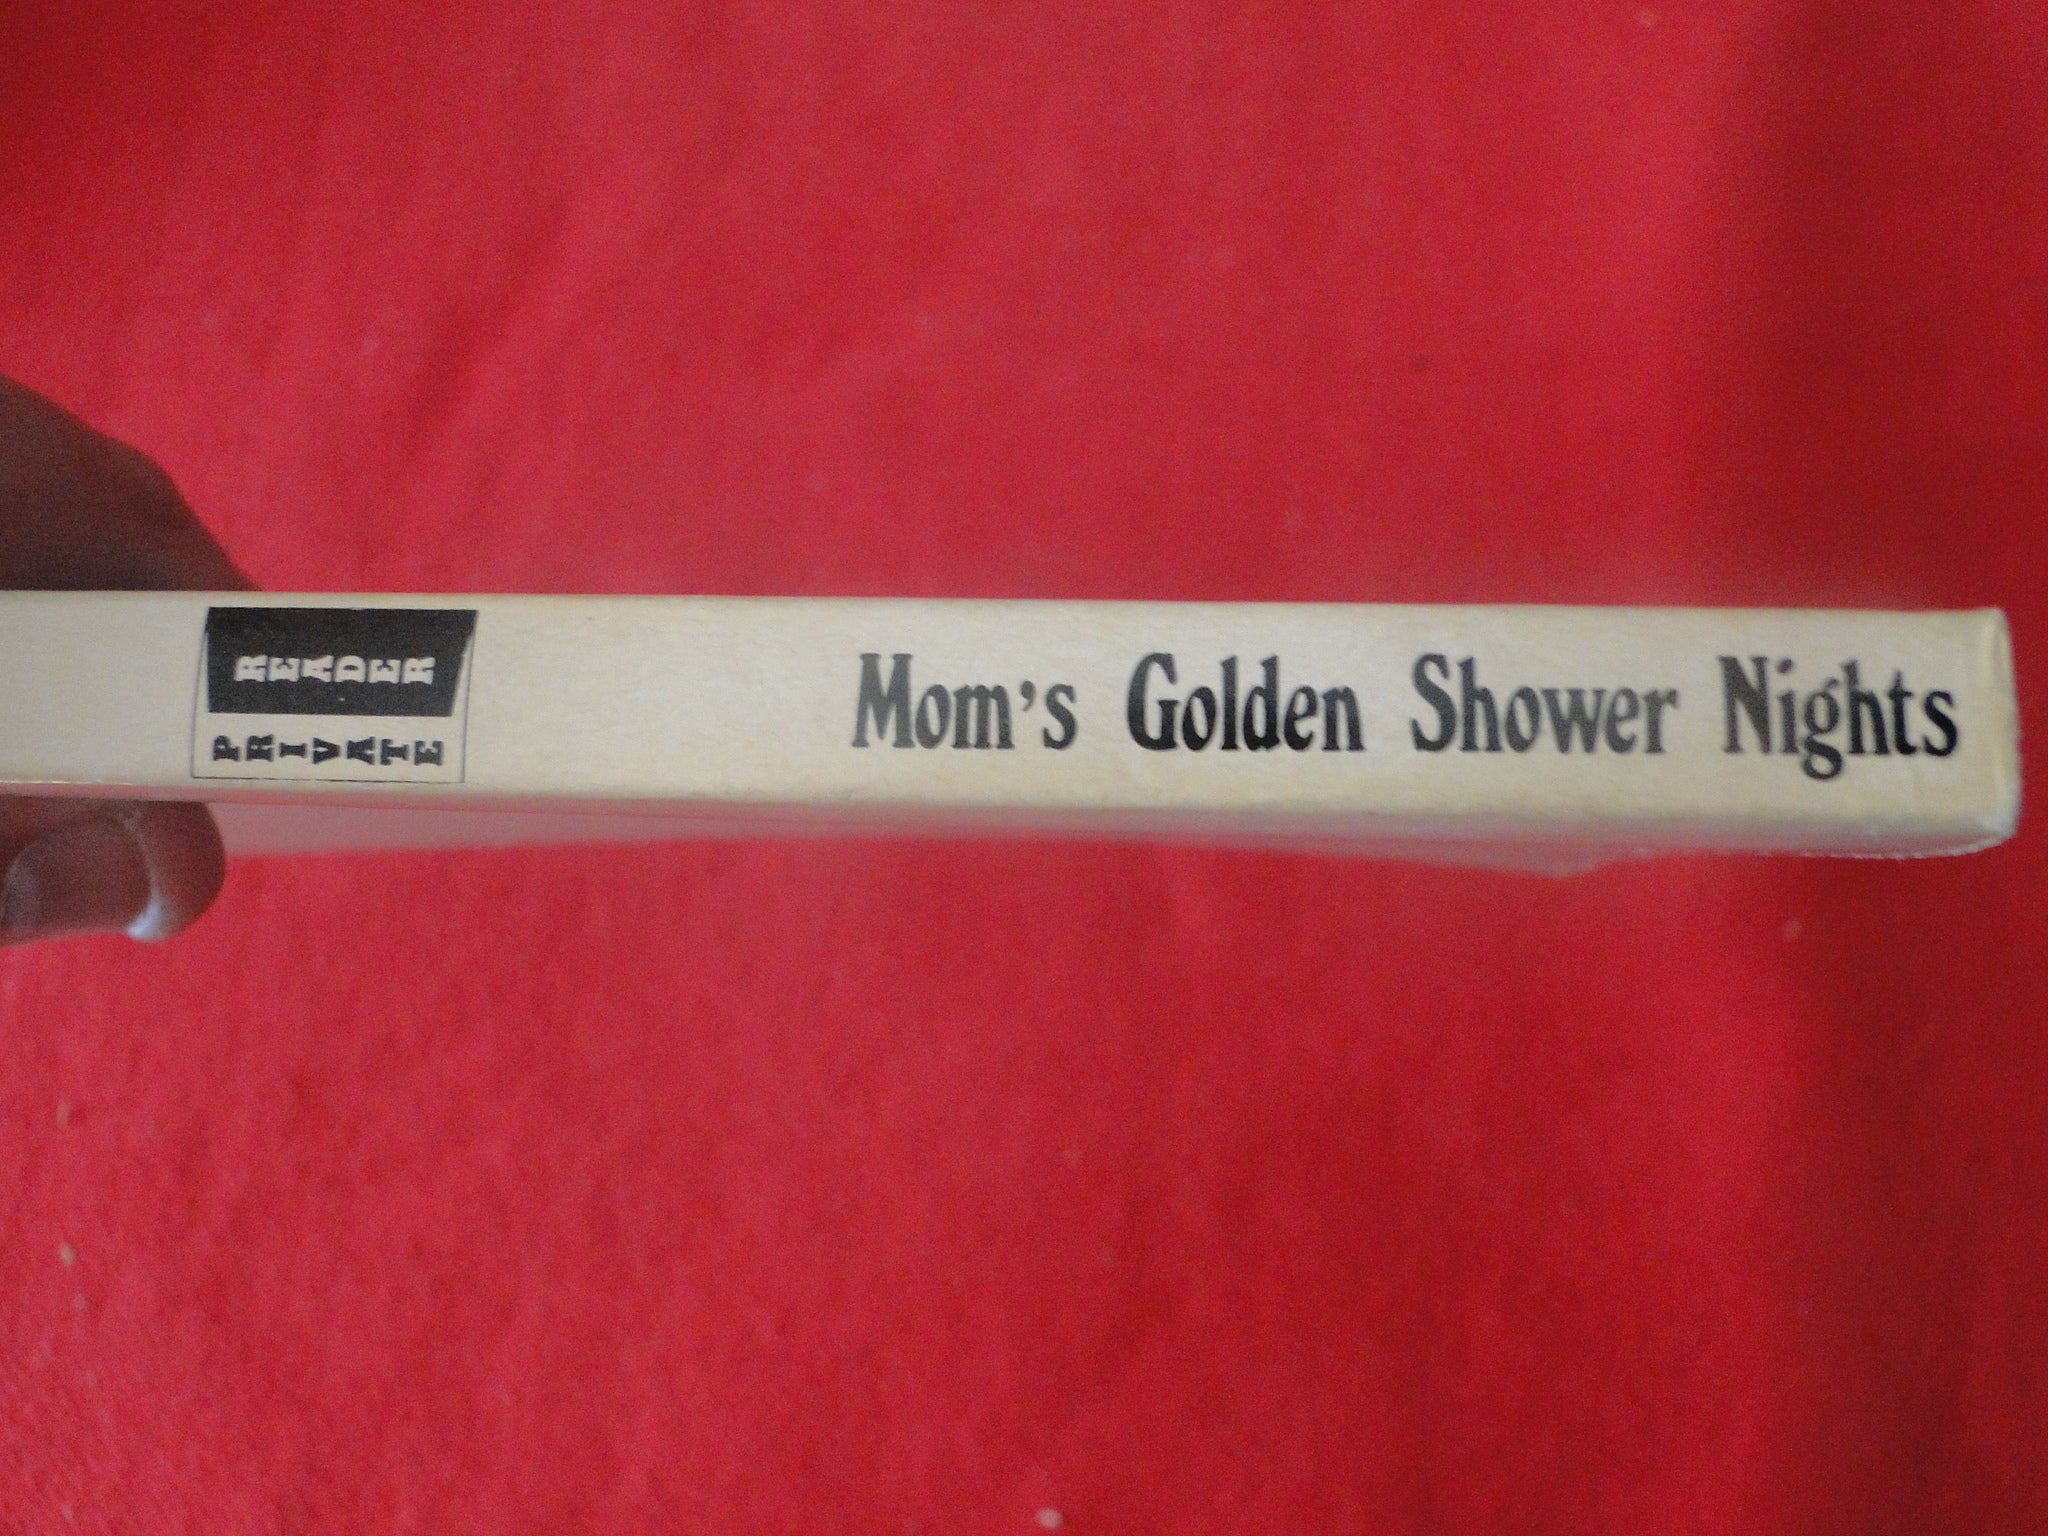 PRIVATE
READER
Mom's Golden Shower Nights